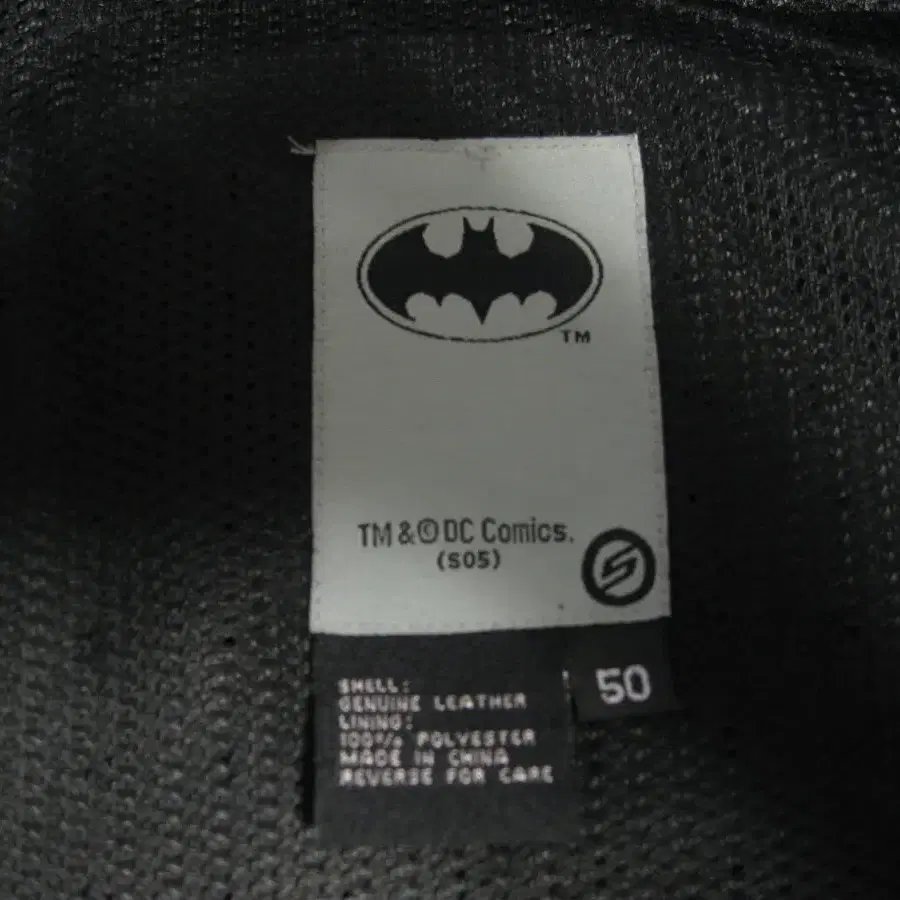 TM
TM & © DC Comics.
(S05)
50
SHELL:
GENUINE LEATHER
LINING:
100% POLYESTER
MADE IN CHINA
REVERSE FOR CARE